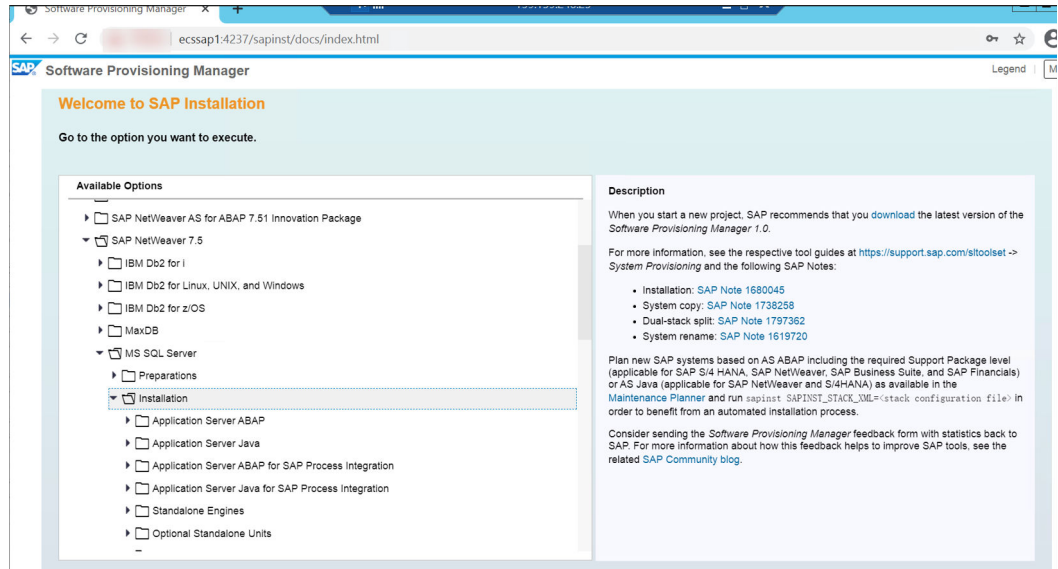 Software Provisioning Manager
ecssap1:4237/sapinst/docs/index.html
SAP Software Provisioning Manager
Legend
Welcome to SAP Installation
Go to the option you want to execute.
Available Options
SAP NetWeaver AS for ABAP 7.51 Innovation Package
SAP NetWeaver 7.5
IBM Db2 for i
IBM Db2 for Linux, UNIX, and Windows
IBM Db2 for z/OS
MaxDB
MS SQL Server
Preparations
Installation
Application Server ABAP
Application Server Java
Application Server ABAP for SAP Process Integration
Application Server Java for SAP Process Integration
Standalone Engines
Optional Standalone Units
Description
When you start a new project, SAP recommends that you download the latest version of the
Software Provisioning Manager 1.0.
For more information, see the respective tool guides at https://support.sap.com/sltoolset ->
System Provisioning and the following SAP Notes:
• Installation: SAP Note 1680045
• System copy: SAP Note 1738258
• Dual-stack split: SAP Note 1797362
• System rename: SAP Note 1619720
Plan new SAP systems based on AS ABAP including the required Support Package level
(applicable for SAP S/4 HANA, SAP NetWeaver, SAP Business Suite, and SAP Financials)
or AS Java (applicable for SAP NetWeaver and S/4HANA) as available in the
Maintenance Planner and run sapinst SAPINST_STACK_XML=<stack configuration file> in
order to benefit from an automated installation process.
Consider sending the Software Provisioning Manager feedback form with statistics back to
SAP. For more information about how this feedback helps to improve SAP tools, see the
related SAP Community blog.